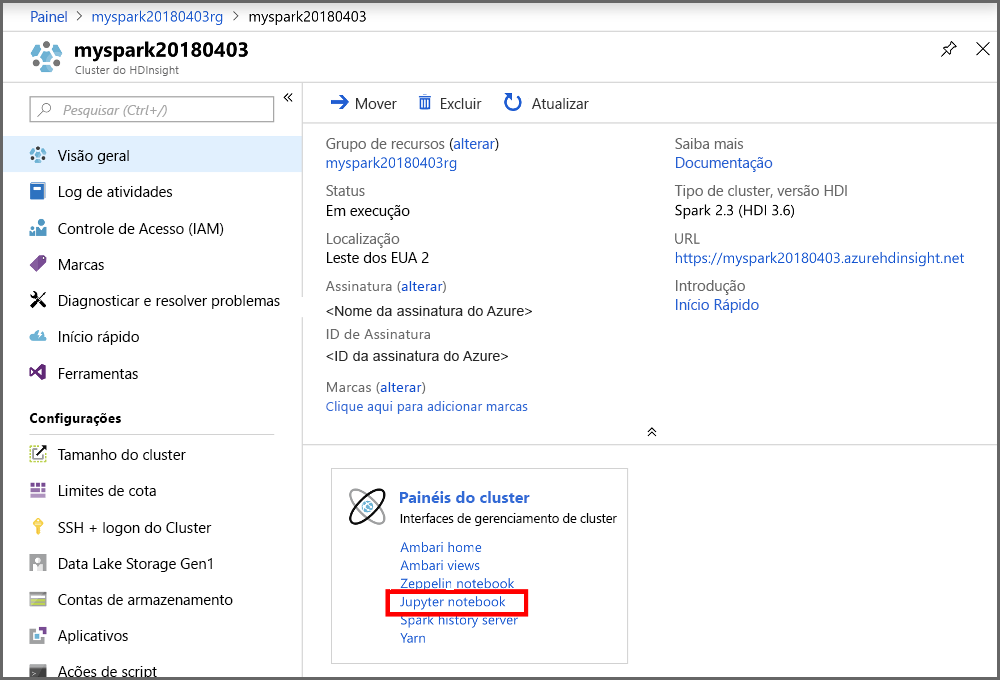 Painel > myspark20180403rg > myspark20180403
myspark20180403
Cluster do HDInsight
Pesquisar (Ctrl+/)
Visão geral
Log de atividades
Controle de Acesso (IAM)
Marcas
Diagnosticar e resolver problemas
Início rápido
Ferramentas
Configurações
Tamanho do cluster
Limites de cota
SSH + logon do Cluster
Data Lake Storage Gen1
Contas de armazenamento
Aplicativos
Ações de script
Mover Excluir Atualizar
Grupo de recursos (alterar)
myspark20180403rg
Status
Em execução
Localização
Leste dos EUA 2
Assinatura (alterar)
<Nome da assinatura do Azure>
ID de Assinatura
<ID da assinatura do Azure>
Marcas (alterar)
Clique aqui para adicionar marcas
Saiba mais
Documentação
Tipo de cluster, versão HDI
Spark 2.3 (HDI 3.6)
URL
https://myspark20180403.azurehdinsight.net
Introdução
Início Rápido
Painéis do cluster
Interfaces de gerenciamento de cluster
Ambari home
Ambari views
Zeppelin notebook
Jupyter notebook
Spark history server
Yarn